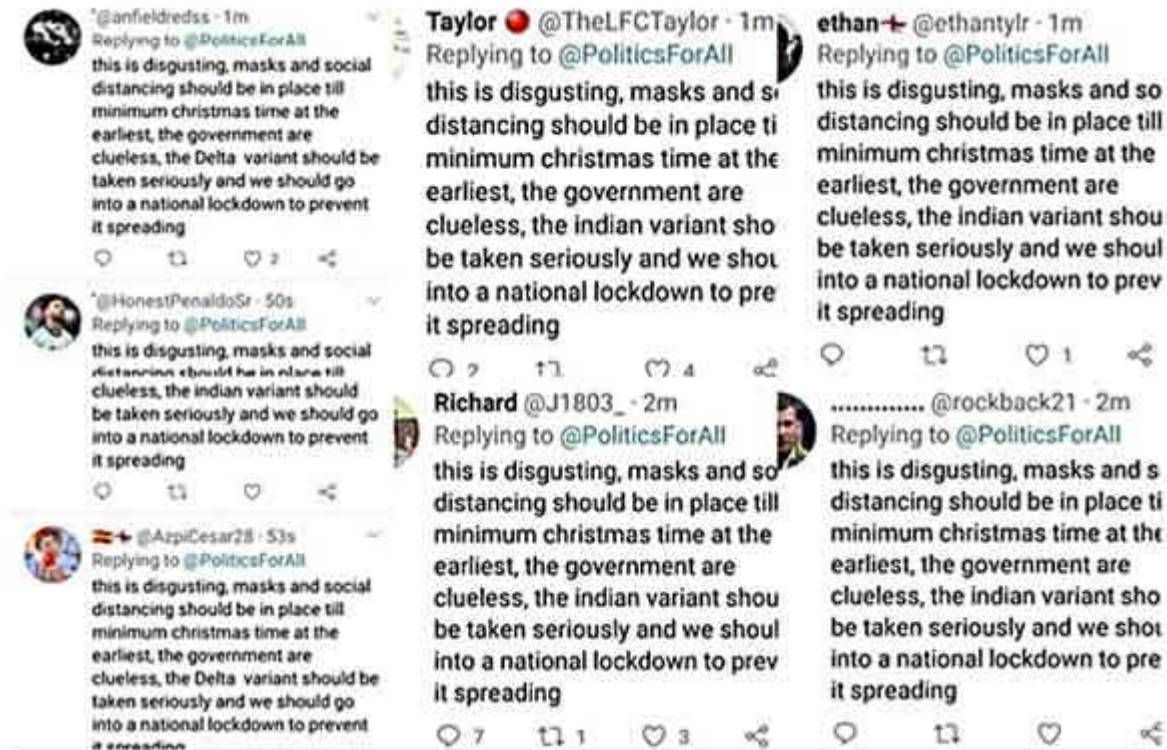 "@anfieldredss · 1m
Replying to @PoliticsForAll
this is disgusting, masks and social
distancing should be in place till
minimum christmas time at the
earliest, the government are
clueless, the Delta variant should be
taken seriously and we should go
into a national lockdown to prevent
it spreading
2
"@HonestPenaldoSr · 50s
Replying to @PoliticsForAll
this is disgusting, masks and social
distancing should be in place till
clueless, the indian variant should
be taken seriously and we should go
into a national lockdown to prevent
it spreading
@AzpiCesar28 · 53s
Replying to @PoliticsForAll
this is disgusting, masks and social
distancing should be in place till
minimum christmas time at the
earliest, the government are
clueless, the Delta variant should be
taken seriously and we should go
into a national lockdown to prevent
it spreading
Taylor @TheLFCTaylor · 1m
Replying to @PoliticsForAll
this is disgusting, masks and s
distancing should be in place ti
minimum christmas time at the
earliest, the government are
clueless, the indian variant sho
be taken seriously and we shou
into a national lockdown to pre
it spreading
2 4
Richard @J1803_ · 2m
Replying to @PoliticsForAll
this is disgusting, masks and so
distancing should be in place till
minimum christmas time at the
earliest, the government are
clueless, the indian variant shou
be taken seriously and we shoul
into a national lockdown to prev
it spreading
7 1 3
ethan @ethantylr · 1m
Replying to @PoliticsForAll
this is disgusting, masks and so
distancing should be in place till
minimum christmas time at the
earliest, the government are
clueless, the indian variant shou
be taken seriously and we shoul
into a national lockdown to prev
it spreading
1
............. @rockback21 · 2m
Replying to @PoliticsForAll
this is disgusting, masks and s
distancing should be in place ti
minimum christmas time at the
earliest, the government are
clueless, the indian variant sho
be taken seriously and we shou
into a national lockdown to pre
it spreading